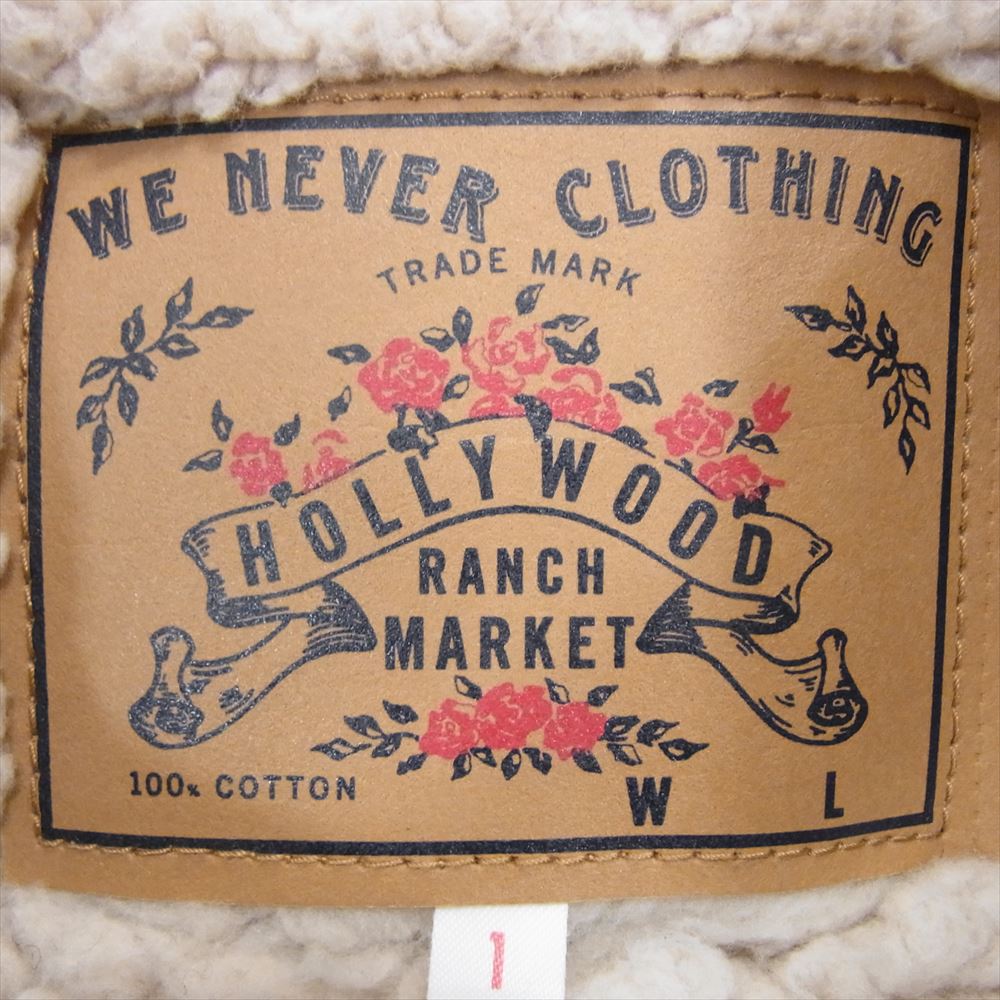 WE NEVER CLOTHING
TRADE MARK
HOLLYWOOD
RANCH
MARKET
100% COTTON
W L
1